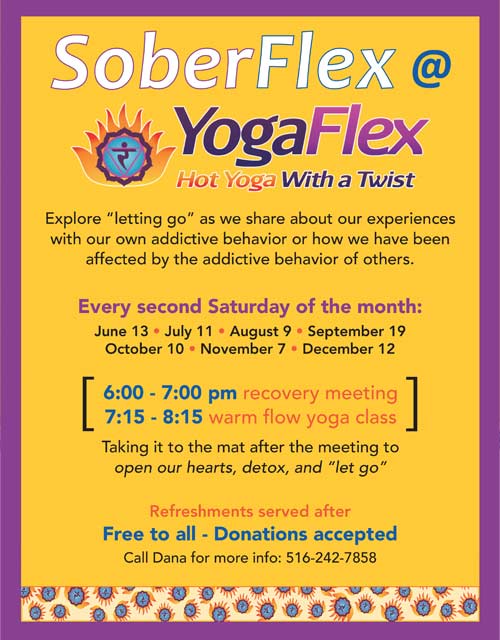 SoberFlex @
YogaFlex
Hot Yoga With a Twist
Explore “letting go” as we share about our experiences
with our own addictive behavior or how we have been
affected by the addictive behavior of others.
Every second Saturday of the month:
June 13 • July 11 • August 9 • September 19
October 10 • November 7 • December 12
6:00 - 7:00 pm recovery meeting
7:15 - 8:15 warm flow yoga class
Taking it to the mat after the meeting to
open our hearts, detox, and “let go”
Refreshments served after
Free to all - Donations accepted
Call Dana for more info: 516-242-7858